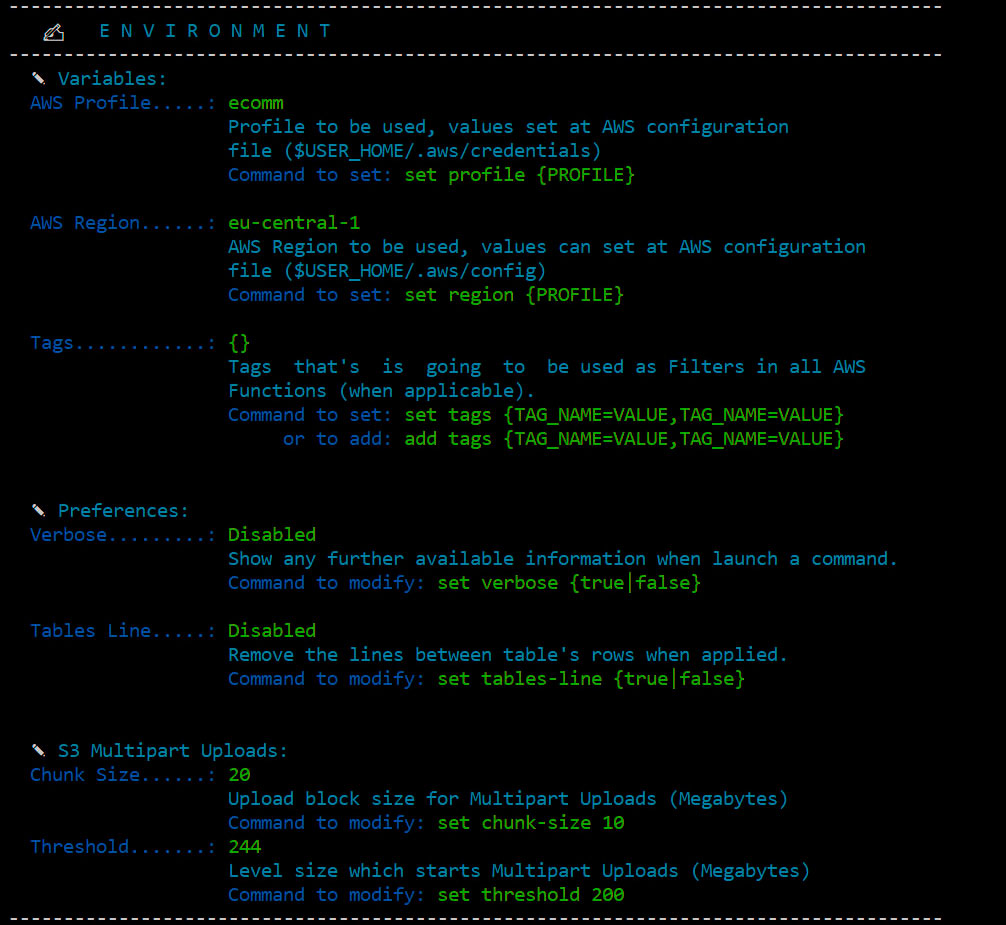 --------------------------------------------------------------------------------------
✍ E N V I R O N M E N T
--------------------------------------------------------------------------------------
✎ Variables:
AWS Profile.....: ecomm
Profile to be used, values set at AWS configuration
file ($USER_HOME/.aws/credentials)
Command to set: set profile {PROFILE}
AWS Region......: eu-central-1
AWS Region to be used, values can set at AWS configuration
file ($USER_HOME/.aws/config)
Command to set: set region {PROFILE}
Tags............: {}
Tags  that's  is  going  to  be used as Filters in all AWS
Functions (when applicable).
Command to set: set tags {TAG_NAME=VALUE,TAG_NAME=VALUE}
or to add: add tags {TAG_NAME=VALUE,TAG_NAME=VALUE}
✎ Preferences:
Verbose.........: Disabled
Show any further available information when launch a command.
Command to modify: set verbose {true|false}
Tables Line.....: Disabled
Remove the lines between table's rows when applied.
Command to modify: set tables-line {true|false}
✎ S3 Multipart Uploads:
Chunk Size......: 20
Upload block size for Multipart Uploads (Megabytes)
Command to modify: set chunk-size 10
Threshold.......: 244
Level size which starts Multipart Uploads (Megabytes)
Command to modify: set threshold 200
--------------------------------------------------------------------------------------